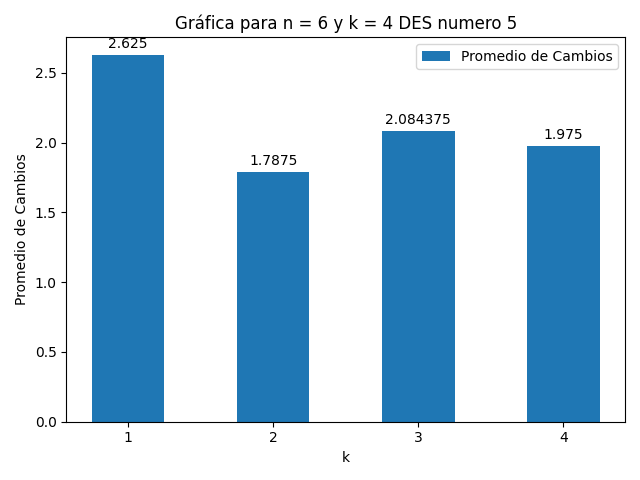 Gráfica para n = 6 y k = 4 DES numero 5
Promedio de Cambios
2.625
1.7875
2.084375
1.975
Promedio de Cambios
2.5
2.0
1.5
1.0
0.5
0.0
1 2 3 4
k